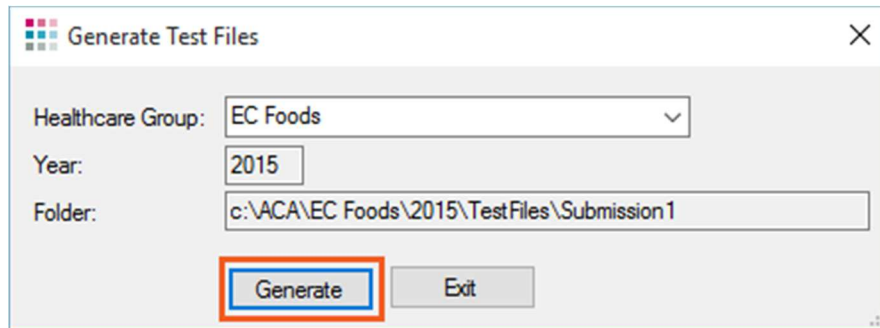 Generate Test Files
Healthcare Group: EC Foods
Year: 2015
Folder: c:\ACA\EC Foods\2015\TestFiles\Submission1
Generate Exit